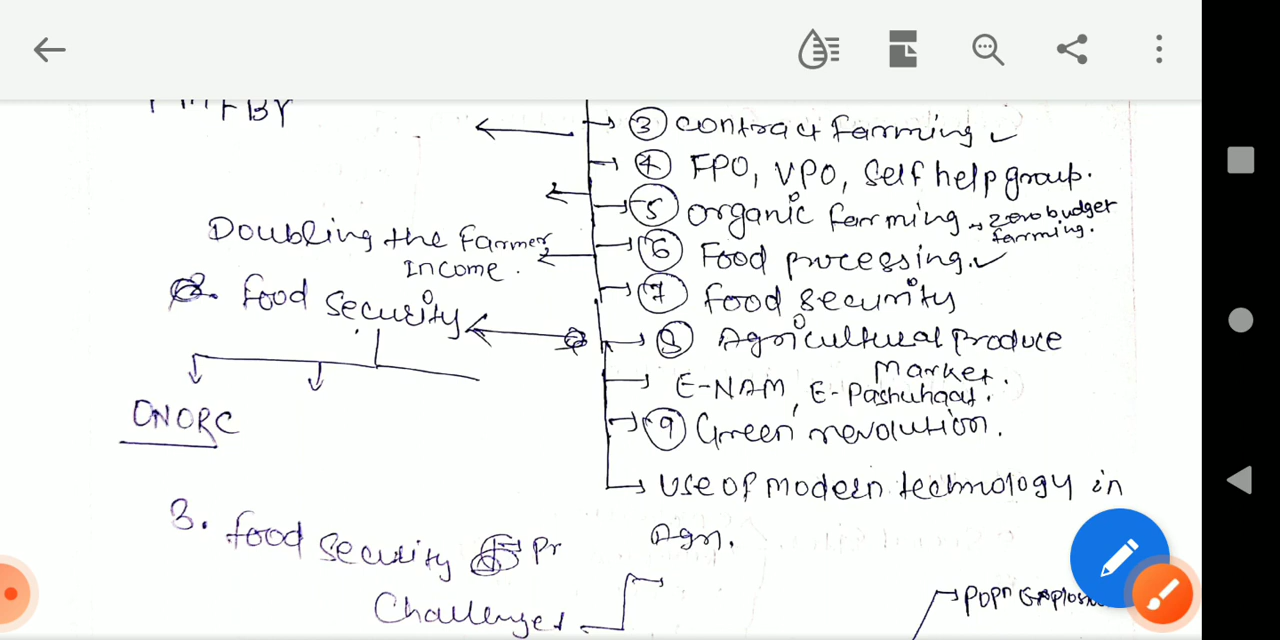 PMFBY
③ contract farming ✓
④ FPO, VPO, Self help group.
⑤ organic farming → zero budget
farming.
Doubling the Farmer
Income.
⑥ Food processing. ✓
⑦ food security
food security
⑧ Agricultural produce
Market.
E-NAM, E-Pashuhaat.
ONORC
⑨ Green revolution.
use of modern technology in
Agri.
3. food security Pr
Challenges
Popn Explosion